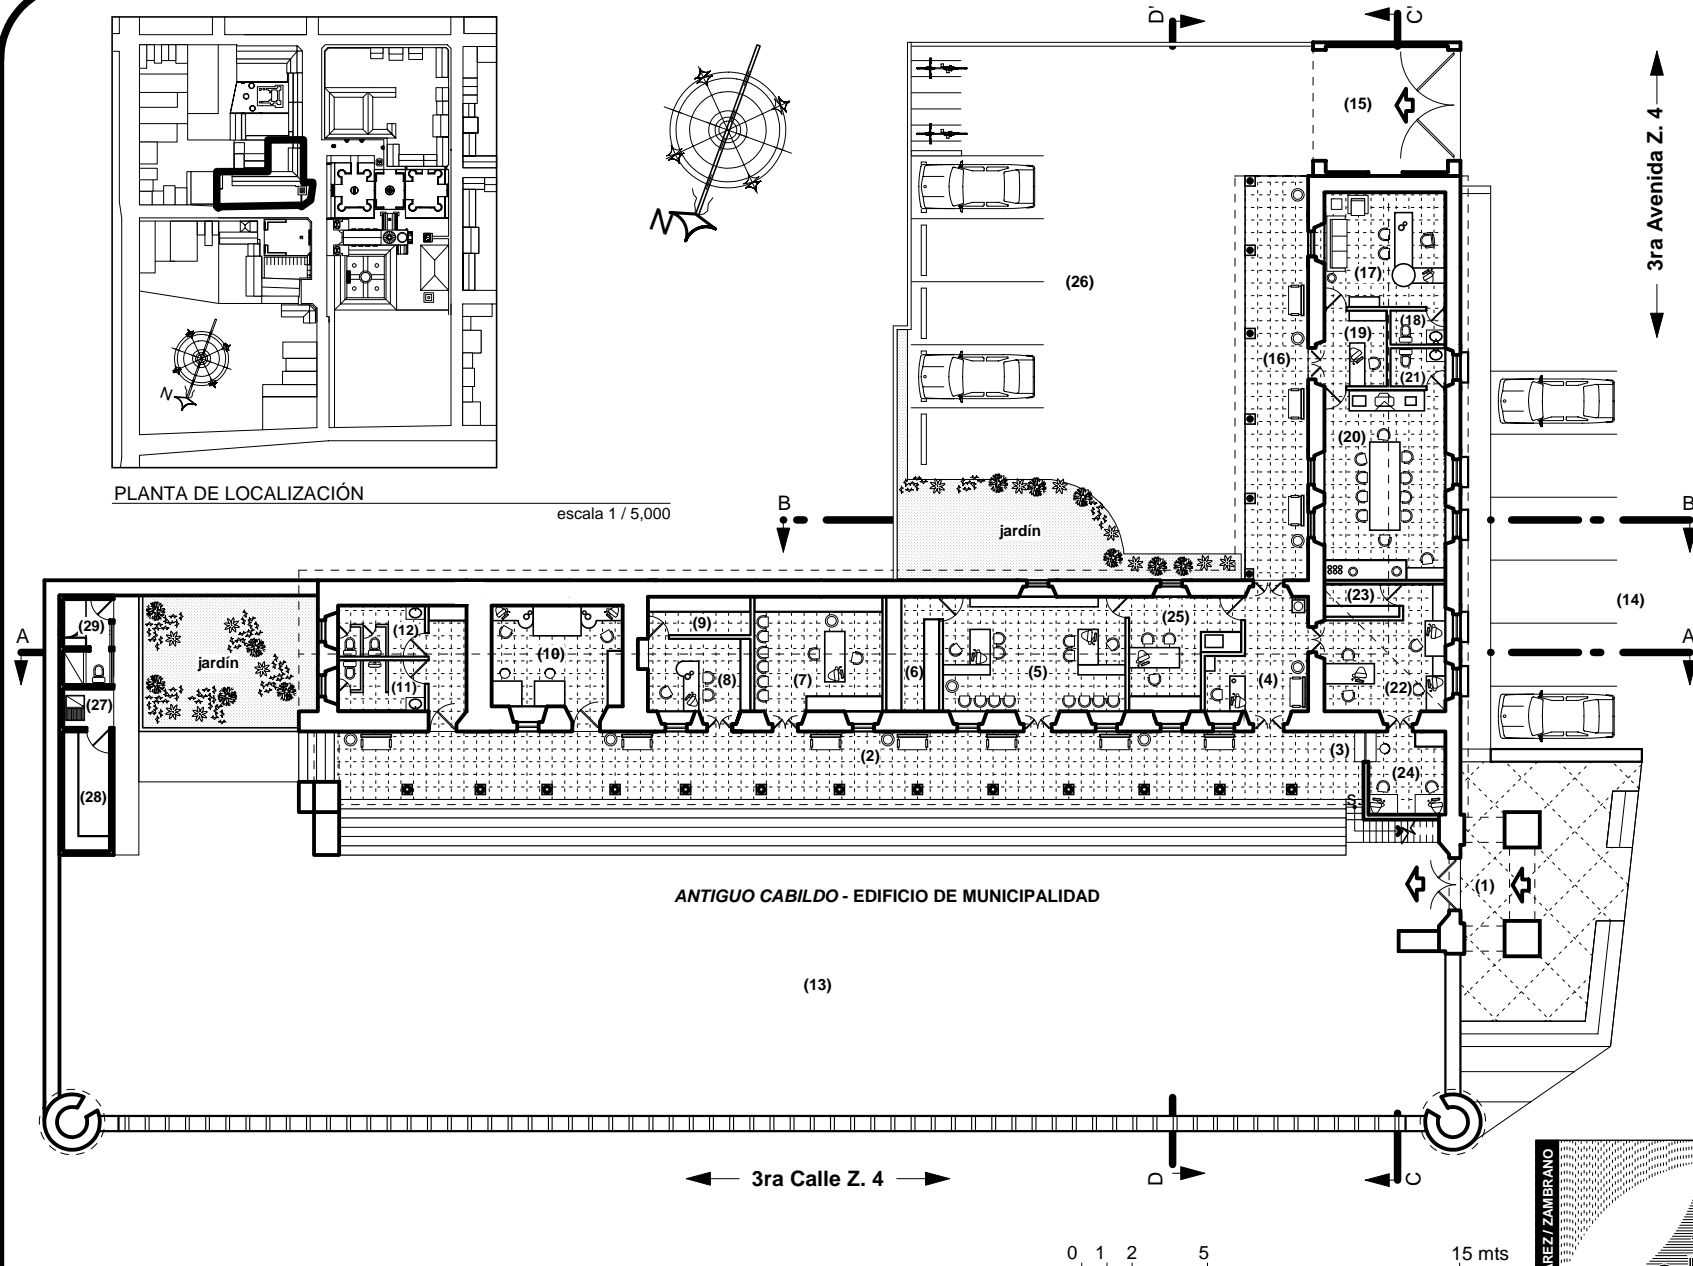 D'
C'
3ra Avenida Z. 4
(15)
N
(26)
(17)
(18)
(19)
(16)
(21)
N
(20)
PLANTA DE LOCALIZACIÓN
escala 1 / 5,000
B
B
jardín
(23)
(14)
(29)
(12)
(9)
(25)
A
A
jardín
(10)
(11)
(8)
(7)
(6)
(5)
(4)
(22)
(27)
(2)
(3)
(24)
(28)
S
ANTIGUO CABILDO - EDIFICIO DE MUNICIPALIDAD
(1)
(13)
3ra Calle Z. 4
D
C
REZ / ZAMBRANO
0 1 2 5 15 mts